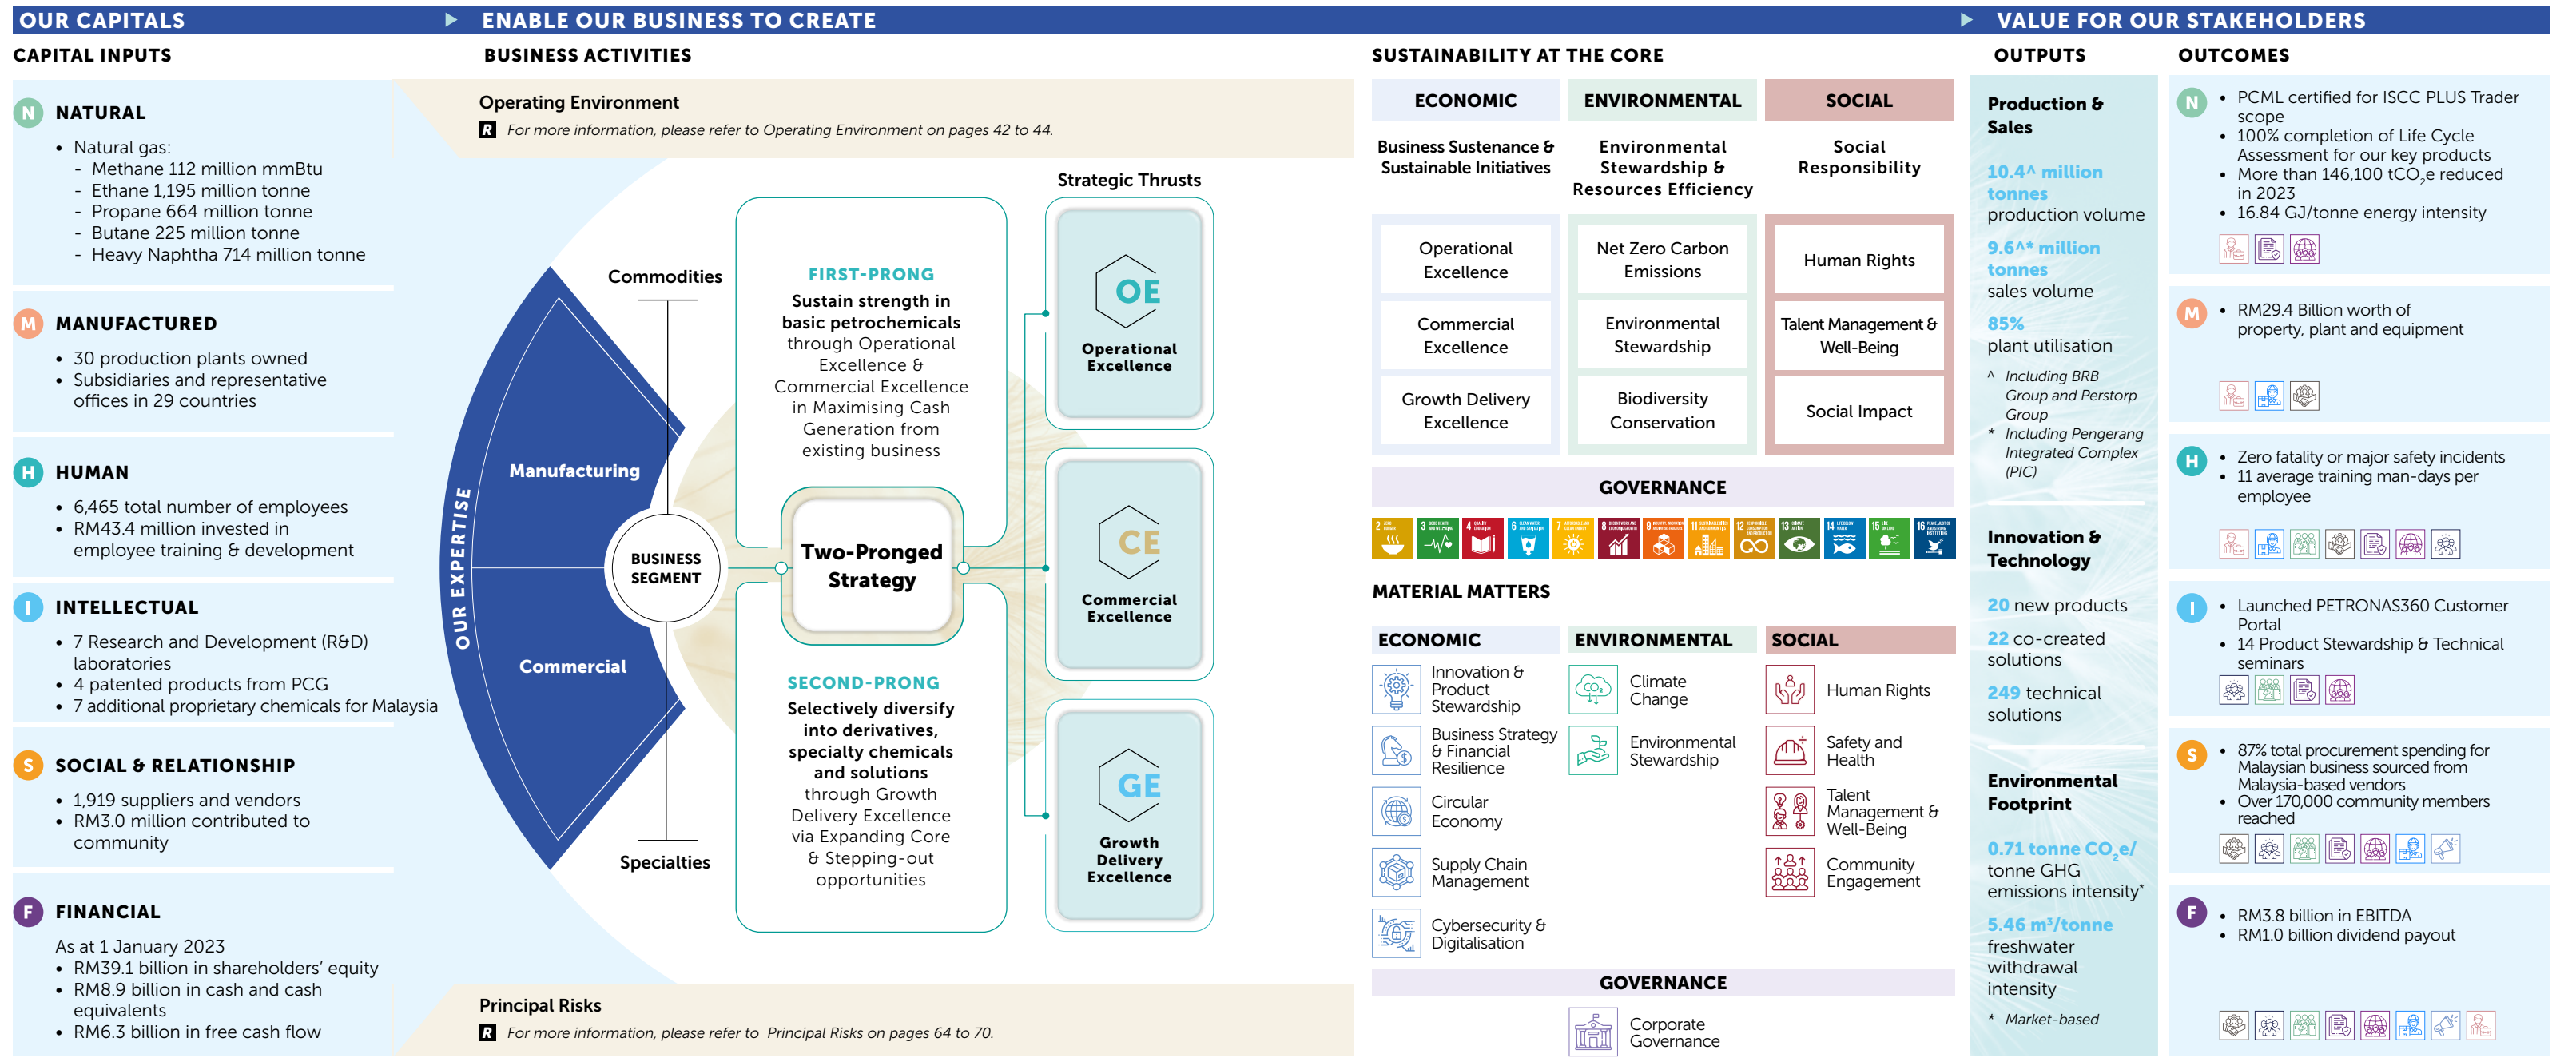 OUR CAPITALS
ENABLE OUR BUSINESS TO CREATE
VALUE FOR OUR STAKEHOLDERS
CAPITAL INPUTS
N NATURAL
• Natural gas:
- Methane 112 million mmBtu
- Ethane 1,195 million tonne
- Propane 664 million tonne
- Butane 225 million tonne
- Heavy Naphtha 714 million tonne
M MANUFACTURED
• 30 production plants owned
• Subsidiaries and representative
offices in 29 countries
H HUMAN
• 6,465 total number of employees
• RM43.4 million invested in
employee training & development
I INTELLECTUAL
• 7 Research and Development (R&D)
laboratories
• 4 patented products from PCG
• 7 additional proprietary chemicals for Malaysia
S SOCIAL & RELATIONSHIP
• 1,919 suppliers and vendors
• RM3.0 million contributed to
community
F FINANCIAL
As at 1 January 2023
• RM39.1 billion in shareholders’ equity
• RM8.9 billion in cash and cash
equivalents
• RM6.3 billion in free cash flow
BUSINESS ACTIVITIES
Operating Environment
R For more information, please refer to Operating Environment on pages 42 to 44.
OUR EXPERTISE
Manufacturing
Commercial
Commodities
BUSINESS
SEGMENT
Specialties
FIRST-PRONG
Sustain strength in
basic petrochemicals
through Operational
Excellence &
Commercial Excellence
in Maximising Cash
Generation from
existing business
Two-Pronged
Strategy
SECOND-PRONG
Selectively diversify
into derivatives,
specialty chemicals
and solutions
through Growth
Delivery Excellence
via Expanding Core
& Stepping-out
opportunities
Strategic Thrusts
OE
Operational
Excellence
CE
Commercial
Excellence
GE
Growth
Delivery
Excellence
Principal Risks
R For more information, please refer to Principal Risks on pages 64 to 70.
SUSTAINABILITY AT THE CORE
ECONOMIC
Business Sustenance &
Sustainable Initiatives
Operational
Excellence
Commercial
Excellence
Growth Delivery
Excellence
ENVIRONMENTAL
Environmental
Stewardship &
Resources Efficiency
Net Zero Carbon
Emissions
Environmental
Stewardship
Biodiversity
Conservation
SOCIAL
Social
Responsibility
Human Rights
Talent Management &
Well-Being
Social Impact
GOVERNANCE
2 3 4 6 7 8 9 11 12 13 14 15 16
MATERIAL MATTERS
ECONOMIC
Innovation &
Product
Stewardship
Business Strategy
& Financial
Resilience
Circular
Economy
Supply Chain
Management
Cybersecurity &
Digitalisation
ENVIRONMENTAL
CO2
Climate
Change
Environmental
Stewardship
SOCIAL
Human Rights
Safety and
Health
Talent
Management &
Well-Being
Community
Engagement
GOVERNANCE
Corporate
Governance
OUTPUTS
Production &
Sales
10.4^ million
tonnes
production volume
9.6^* million
tonnes
sales volume
85%
plant utilisation
^ Including BRB
Group and Perstorp
Group
* Including Pengerang
Integrated Complex
(PIC)
Innovation &
Technology
20 new products
22 co-created
solutions
249 technical
solutions
Environmental
Footprint
0.71 tonne CO₂e/
tonne GHG
emissions intensity*
5.46 m³/tonne
freshwater
withdrawal
intensity
* Market-based
OUTCOMES
N
• PCML certified for ISCC PLUS Trader
scope
• 100% completion of Life Cycle
Assessment for our key products
• More than 146,100 tCO₂e reduced
in 2023
• 16.84 GJ/tonne energy intensity
M
• RM29.4 Billion worth of
property, plant and equipment
H
• Zero fatality or major safety incidents
• 11 average training man-days per
employee
I
• Launched PETRONAS360 Customer
Portal
• 14 Product Stewardship & Technical
seminars
S
• 87% total procurement spending for
Malaysian business sourced from
Malaysia-based vendors
• Over 170,000 community members
reached
F
• RM3.8 billion in EBITDA
• RM1.0 billion dividend payout